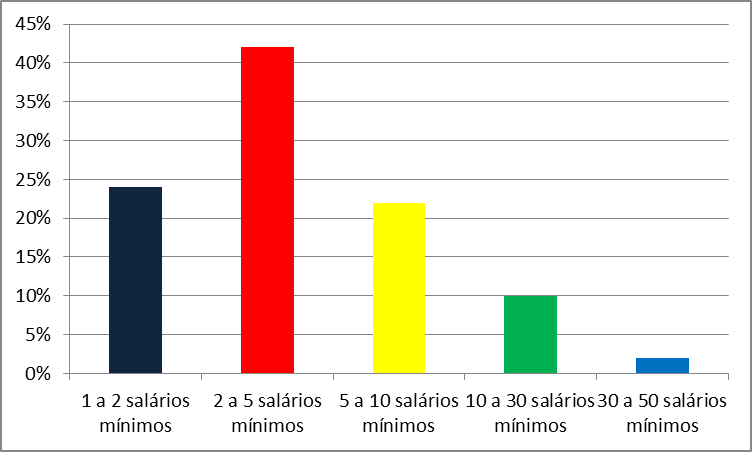 45%
40%
35%
30%
25%
20%
15%
10%
5%
0%
1 a 2 salários mínimos
2 a 5 salários mínimos
5 a 10 salários mínimos
10 a 30 salários mínimos
30 a 50 salários mínimos